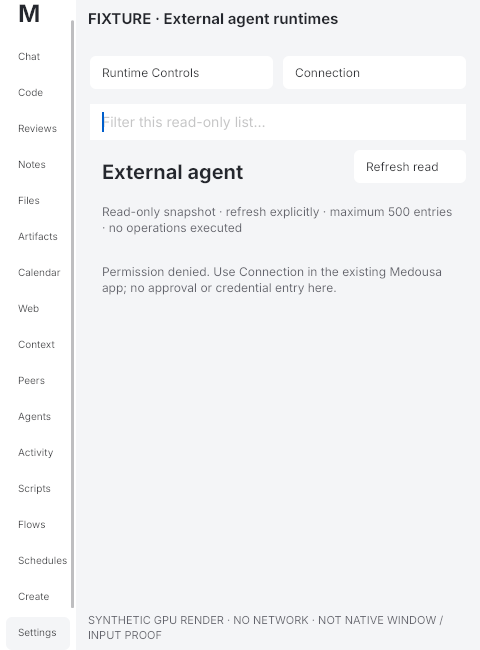 M
Chat
Code
Reviews
Notes
Files
Artifacts
Calendar
Web
Context
Peers
Agents
Activity
Scripts
Flows
Schedules
Create
Settings
FIXTURE · External agent runtimes
Runtime Controls
Connection
Filter this read-only list...
External agent
Refresh read
Read-only snapshot · refresh explicitly · maximum 500 entries
· no operations executed
Permission denied. Use Connection in the existing Medousa
app; no approval or credential entry here.
SYNTHETIC GPU RENDER · NO NETWORK · NOT NATIVE WINDOW /
INPUT PROOF